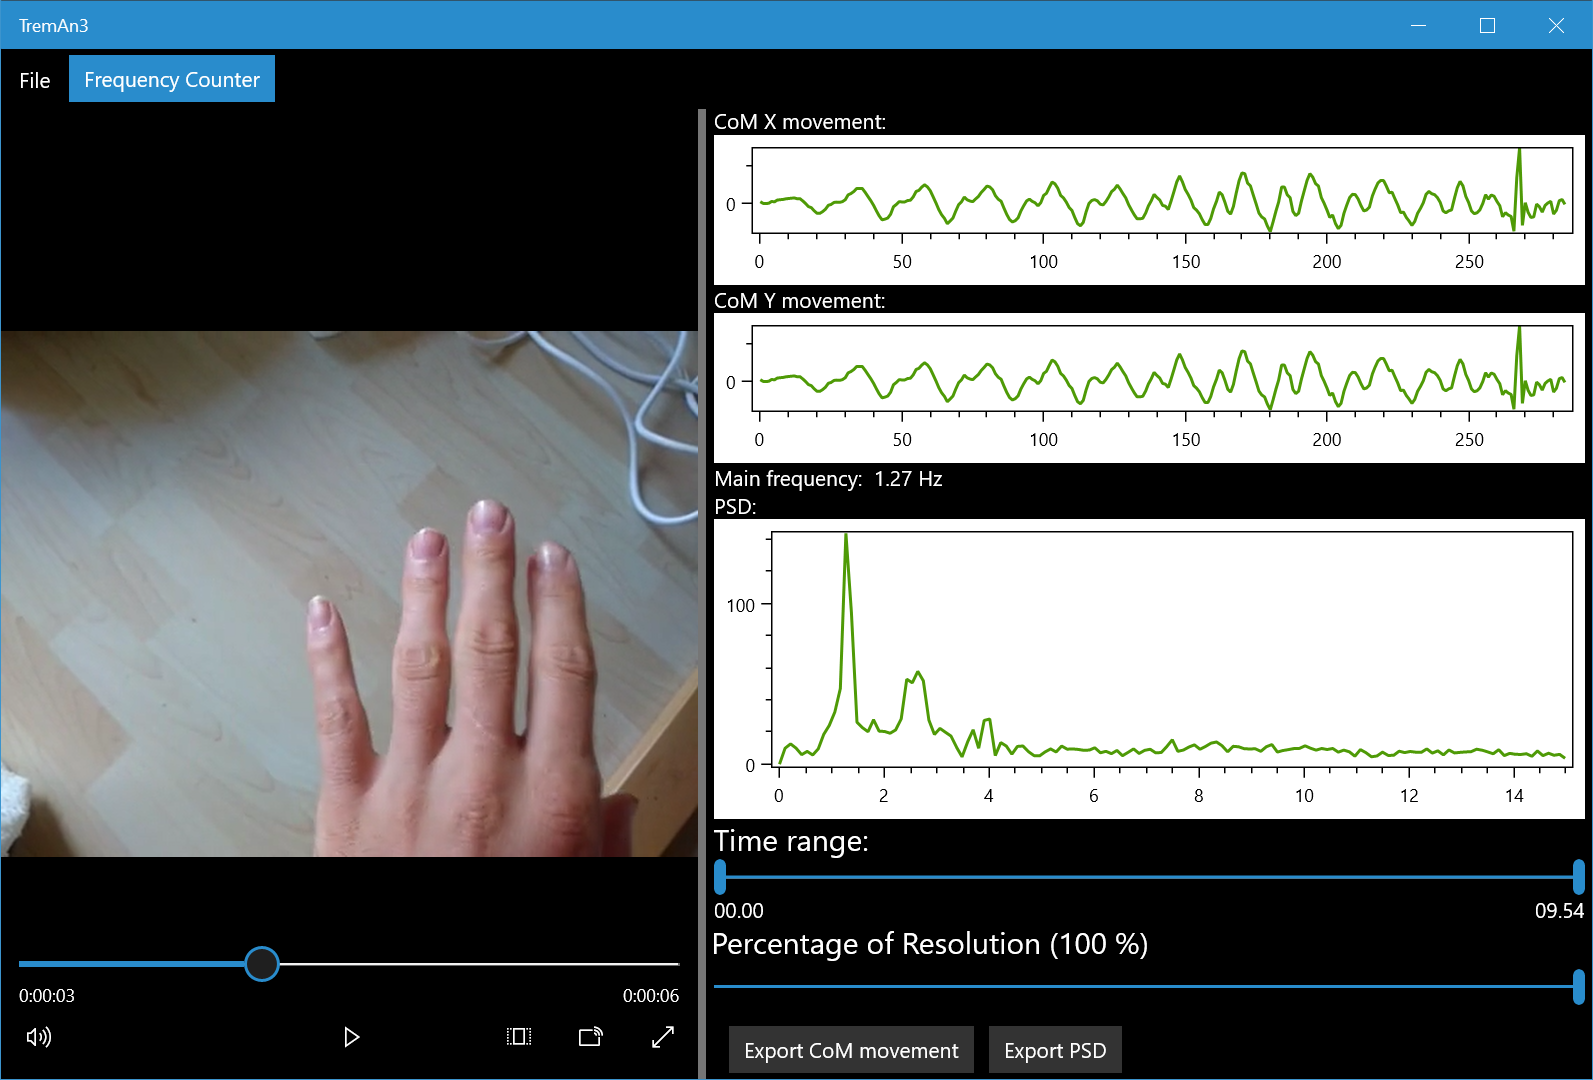 TremAn3
File
Frequency Counter
CoM X movement:
0
0 50 100 150 200 250
CoM Y movement:
0
0 50 100 150 200 250
Main frequency: 1.27 Hz
PSD:
100
0
0 2 4 6 8 10 12 14
Time range:
00.00 09.54
Percentage of Resolution (100 %)
0:00:03 0:00:06
Export CoM movement
Export PSD